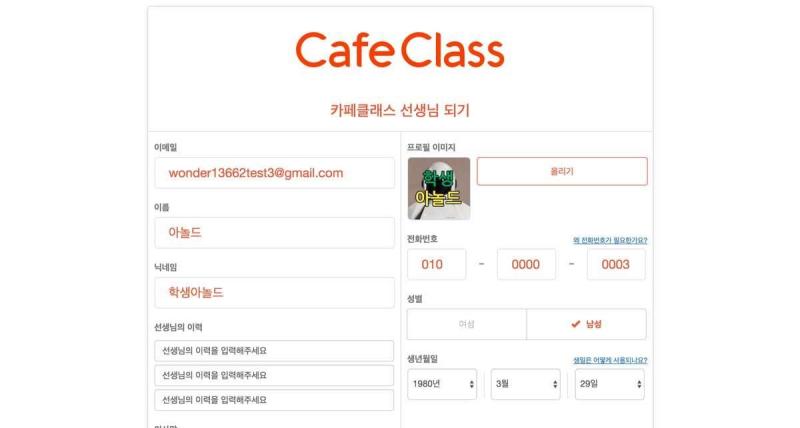 CafeClass
카페클래스 선생님 되기
이메일
wonder13662test3@gmail.com
이름
아놀드
닉네임
학생아놀드
선생님의 이력
선생님의 이력을 입력해주세요
선생님의 이력을 입력해주세요
선생님의 이력을 입력해주세요
프로필 이미지
학생
아놀드
올리기
전화번호
왜 전화번호가 필요한가요?
010 - 0000 - 0003
성별
여성
남성
생년월일
생일은 어떻게 사용되나요?
1980년 3월 29일